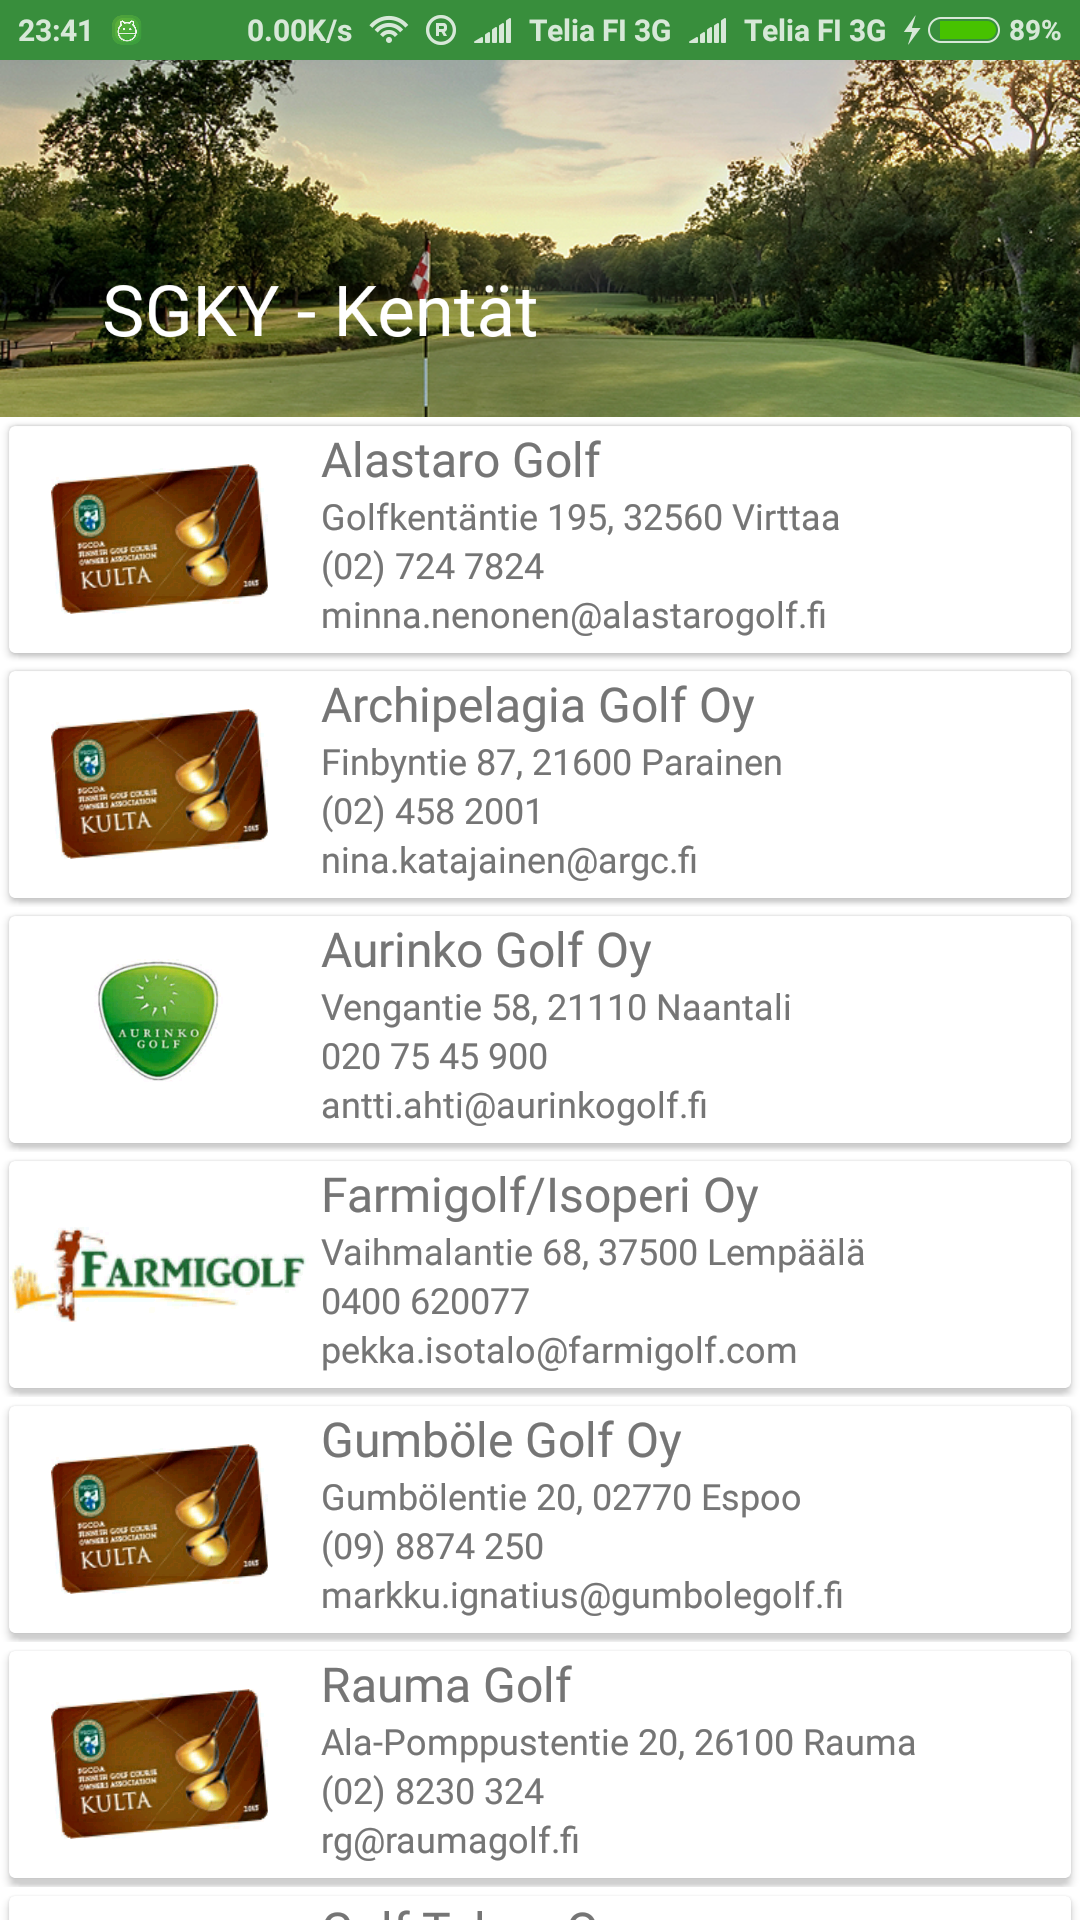 23:41 0.00K/s R Telia FI 3G Telia FI 3G 89%
SGKY - Kentät
Alastaro Golf
Golfkentäntie 195, 32560 Virttaa
(02) 724 7824
minna.nenonen@alastarogolf.fi
FGCOA
FINNISH GOLF COURSE
OWNERS ASSOCIATION
KULTA
2015
Archipelagia Golf Oy
Finbyntie 87, 21600 Parainen
(02) 458 2001
nina.katajainen@argc.fi
FGCOA
FINNISH GOLF COURSE
OWNERS ASSOCIATION
KULTA
2015
Aurinko Golf Oy
Vengantie 58, 21110 Naantali
020 75 45 900
antti.ahti@aurinkogolf.fi
AURINKO
GOLF
Farmigolf/Isoperi Oy
Vaihmalantie 68, 37500 Lempäälä
0400 620077
pekka.isotalo@farmigolf.com
FARMIGOLF
Gumböle Golf Oy
Gumbölentie 20, 02770 Espoo
(09) 8874 250
markku.ignatius@gumbolegolf.fi
FGCOA
FINNISH GOLF COURSE
OWNERS ASSOCIATION
KULTA
2015
Rauma Golf
Ala-Pomppustentie 20, 26100 Rauma
(02) 8230 324
rg@raumagolf.fi
FGCOA
FINNISH GOLF COURSE
OWNERS ASSOCIATION
KULTA
2015